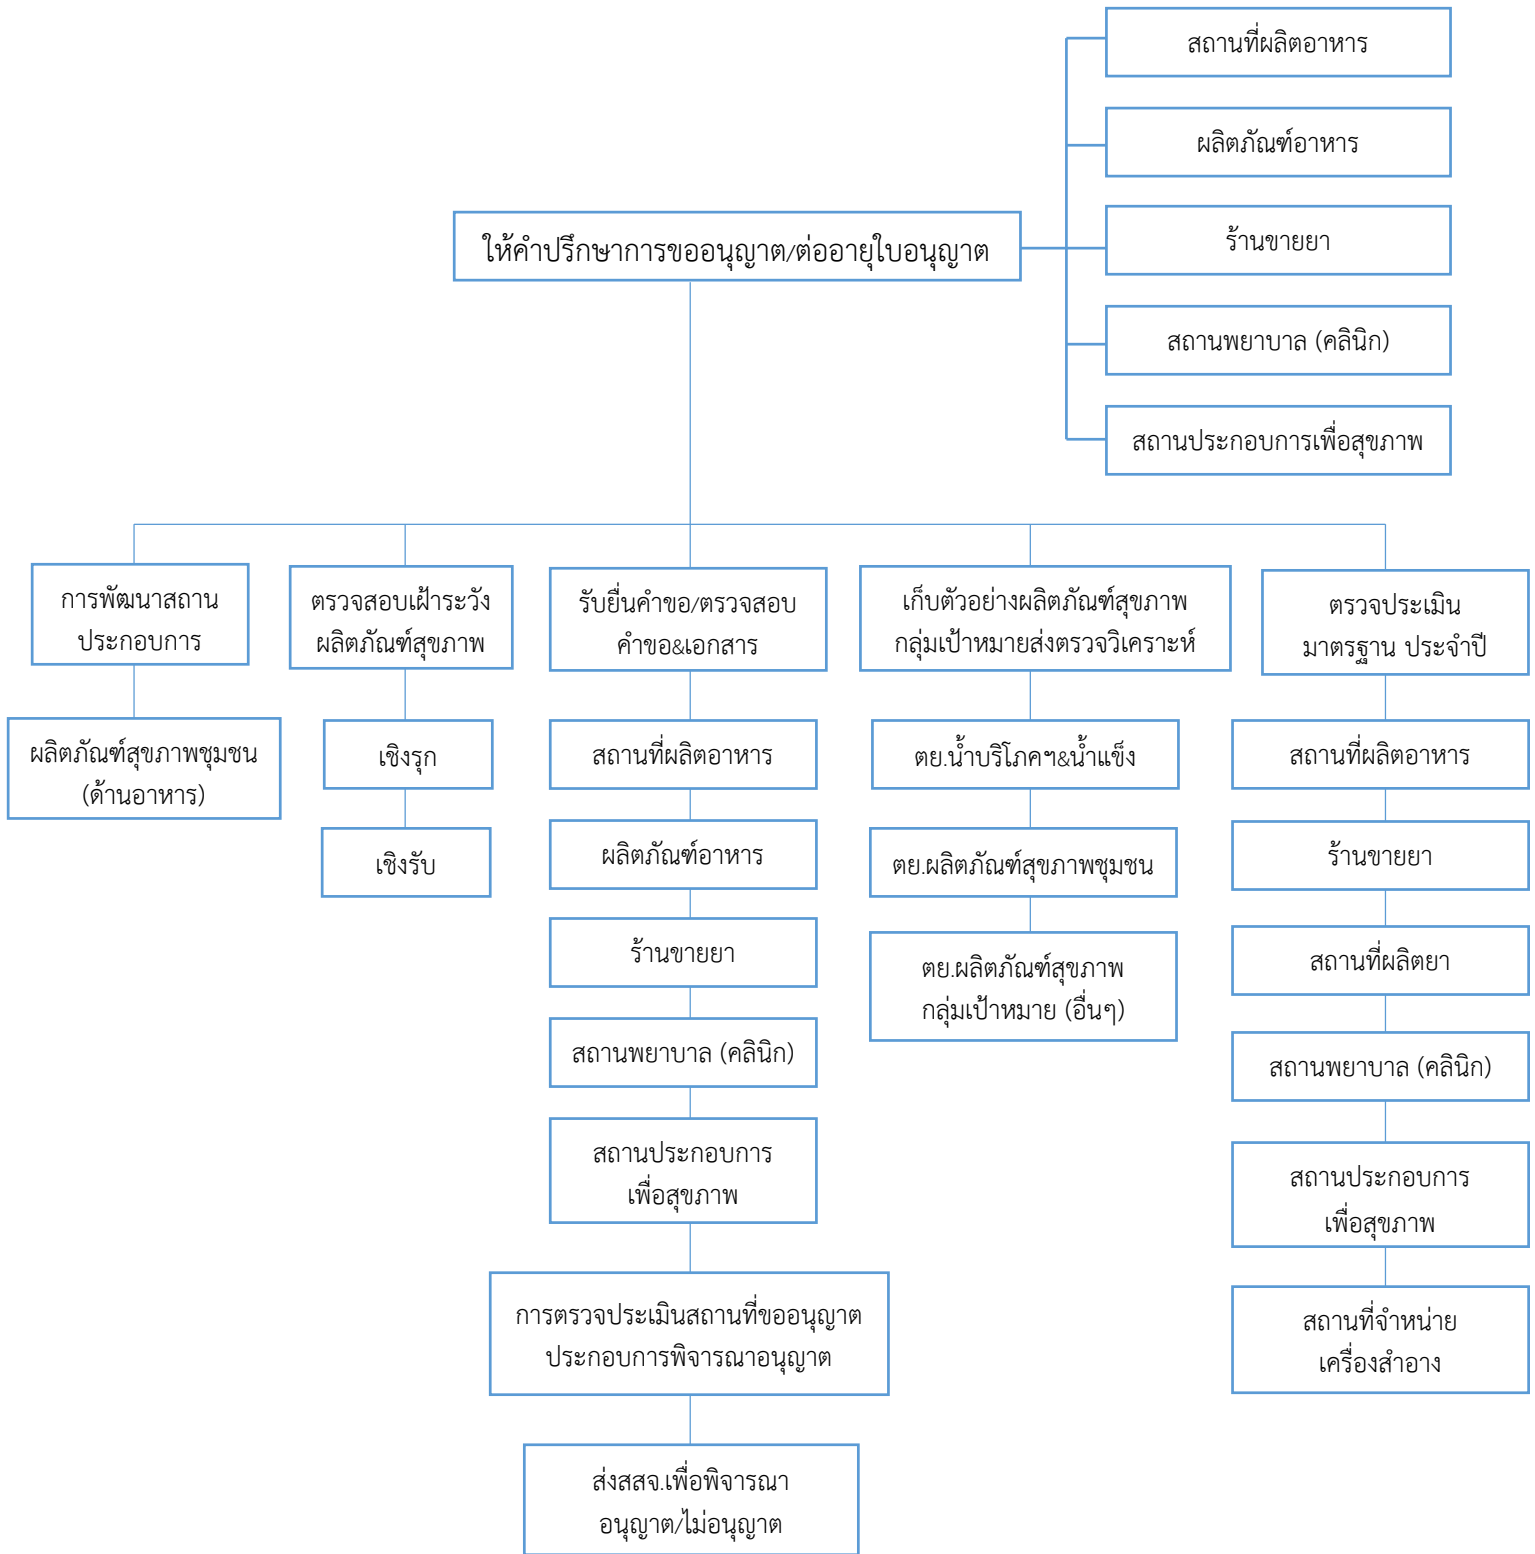 สถานที่ผลิตอาหาร
ผลิตภัณฑ์อาหาร
ร้านขายยา
สถานพยาบาล (คลินิก)
สถานประกอบการเพื่อสุขภาพ
ให้คำปรึกษาการขออนุญาต/ต่ออายุใบอนุญาต
การพัฒนาสถาน
ประกอบการ
ผลิตภัณฑ์สุขภาพชุมชน
(ด้านอาหาร)
ตรวจสอบเฝ้าระวัง
ผลิตภัณฑ์สุขภาพ
เชิงรุก
เชิงรับ
รับยื่นคำขอ/ตรวจสอบ
คำขอ&เอกสาร
สถานที่ผลิตอาหาร
ผลิตภัณฑ์อาหาร
ร้านขายยา
สถานพยาบาล (คลินิก)
สถานประกอบการ
เพื่อสุขภาพ
การตรวจประเมินสถานที่ขออนุญาต
ประกอบการพิจารณาอนุญาต
ส่งสสจ.เพื่อพิจารณา
อนุญาต/ไม่อนุญาต
เก็บตัวอย่างผลิตภัณฑ์สุขภาพ
กลุ่มเป้าหมายส่งตรวจวิเคราะห์
ตย.น้ำบริโภคฯ&น้ำแข็ง
ตย.ผลิตภัณฑ์สุขภาพชุมชน
ตย.ผลิตภัณฑ์สุขภาพ
กลุ่มเป้าหมาย (อื่นๆ)
ตรวจประเมิน
มาตรฐาน ประจำปี
สถานที่ผลิตอาหาร
ร้านขายยา
สถานที่ผลิตยา
สถานพยาบาล (คลินิก)
สถานประกอบการ
เพื่อสุขภาพ
สถานที่จำหน่าย
เครื่องสำอาง